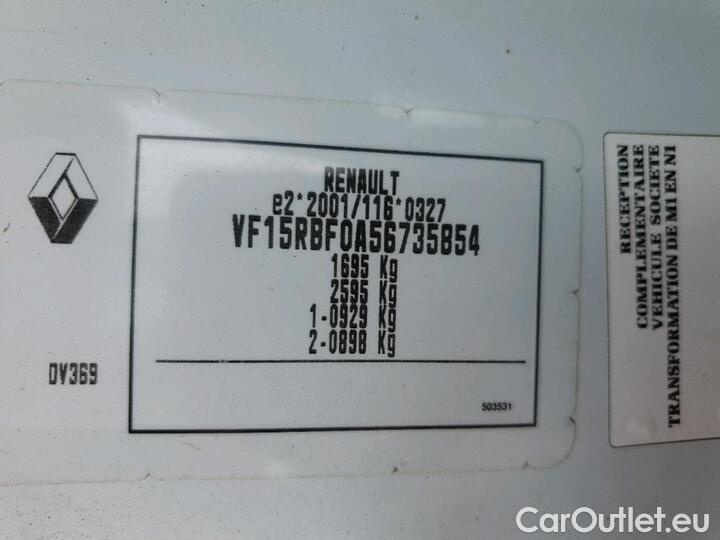 RENAULT
e2*2001/116*0327
VF15RBF0A56735854
1695 Kg
2595 Kg
1-0929 Kg
2-0898 Kg
DV369
503531
RECEPTION
COMPLEMENTAIRE
VEHICULE SOCIETE
TRANSFORMATION DE M1 EN N1
CarOutlet.eu